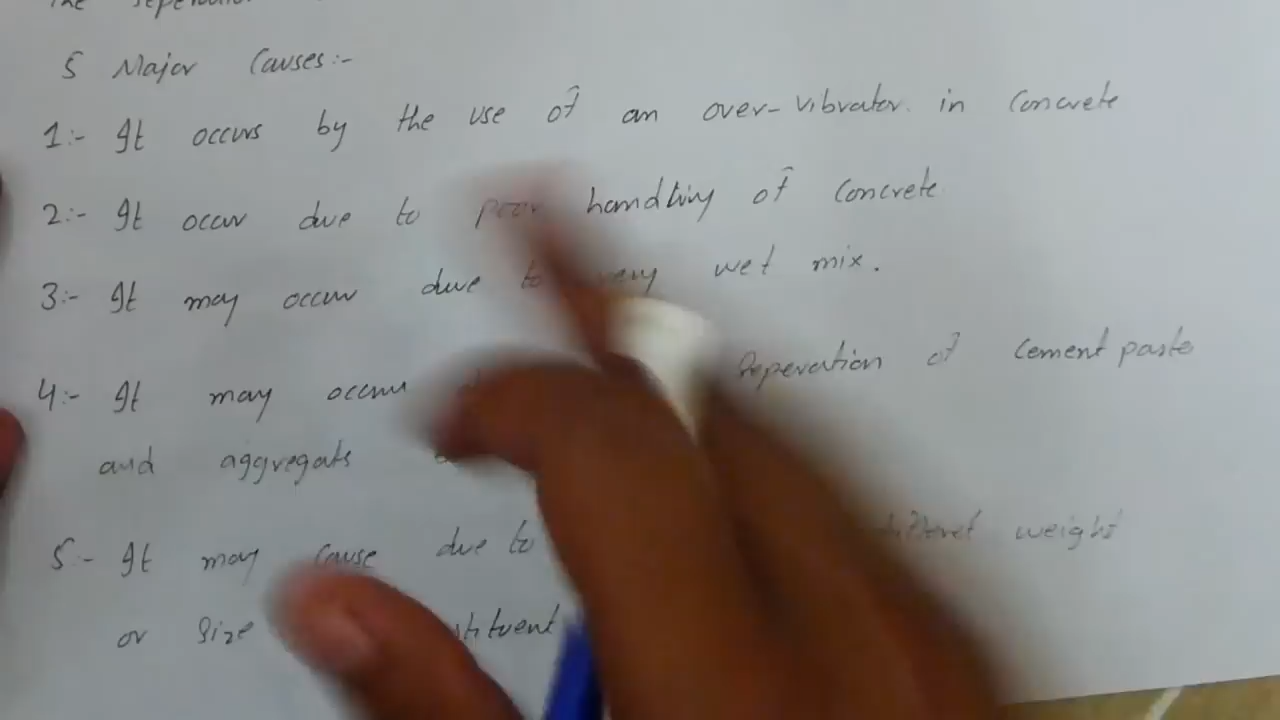 5 Major Causes:-
1:- It occurs by the use of an over-vibrator. in Concrete
2:- It occur due to poor handling of Concrete
3:- It may occur due to very wet mix.
4:- It may occur Seperation of Cement paste
and aggregats
5:- It may Cause due to weight
or Size